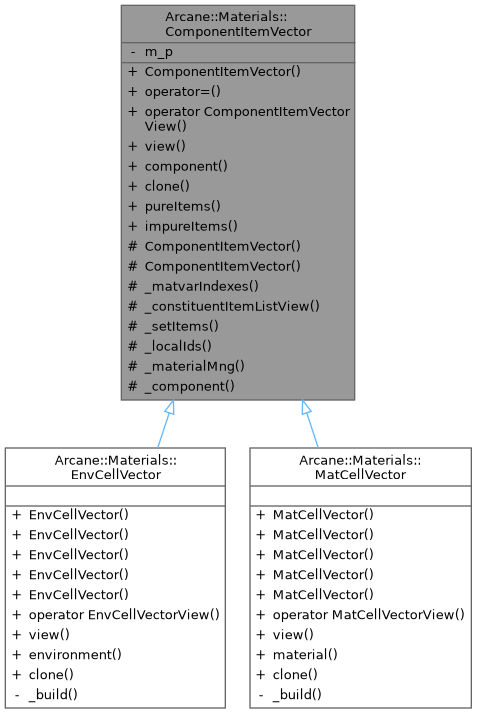 Arcane::Materials::
ComponentItemVector
- m_p
+ ComponentItemVector()
+ operator=()
+ operator ComponentItemVector
View()
+ view()
+ component()
+ clone()
+ pureItems()
+ impureItems()
# ComponentItemVector()
# ComponentItemVector()
# _matvarIndexes()
# _constituentItemListView()
# _setItems()
# _localIds()
# _materialMng()
# _component()
Arcane::Materials::
EnvCellVector
+ EnvCellVector()
+ EnvCellVector()
+ EnvCellVector()
+ EnvCellVector()
+ EnvCellVector()
+ operator EnvCellVectorView()
+ view()
+ environment()
+ clone()
- _build()
Arcane::Materials::
MatCellVector
+ MatCellVector()
+ MatCellVector()
+ MatCellVector()
+ MatCellVector()
+ MatCellVector()
+ operator MatCellVectorView()
+ view()
+ material()
+ clone()
- _build()